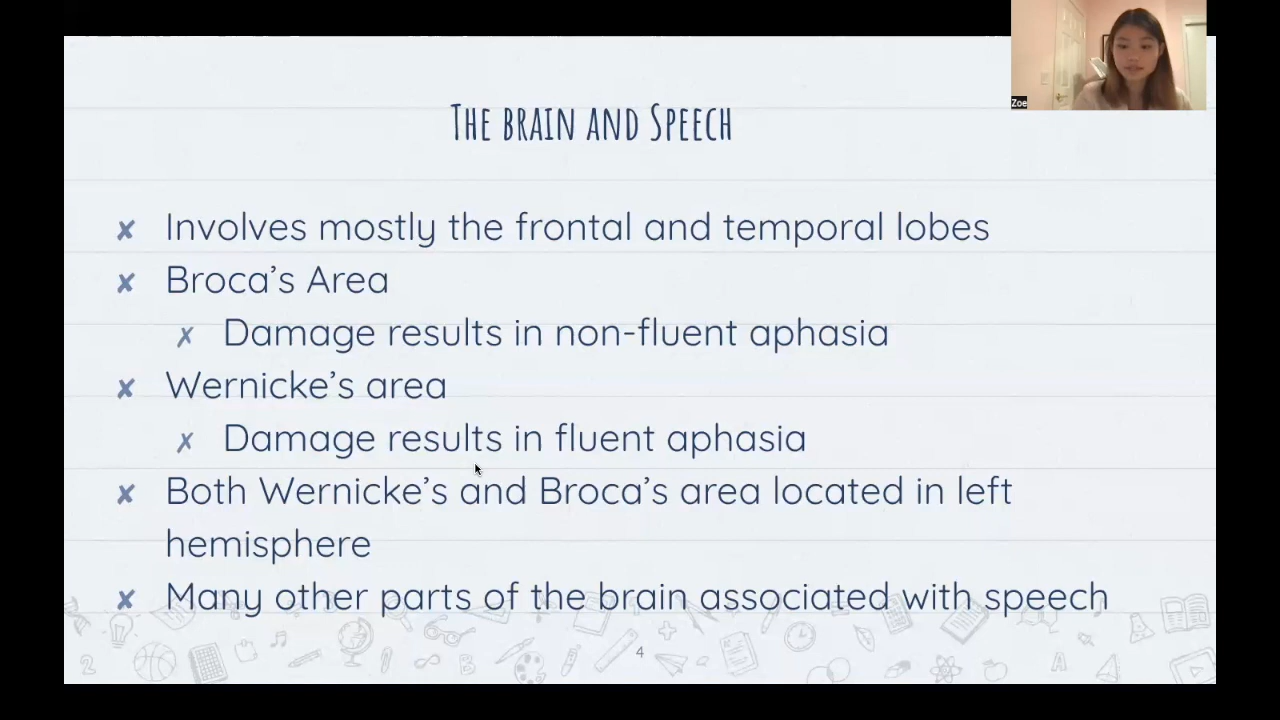 Zoe
The brain and Speech
✘ Involves mostly the frontal and temporal lobes
✘ Broca’s Area
✗ Damage results in non-fluent aphasia
✘ Wernicke’s area
✗ Damage results in fluent aphasia
✘ Both Wernicke’s and Broca’s area located in left
hemisphere
✘ Many other parts of the brain associated with speech
4